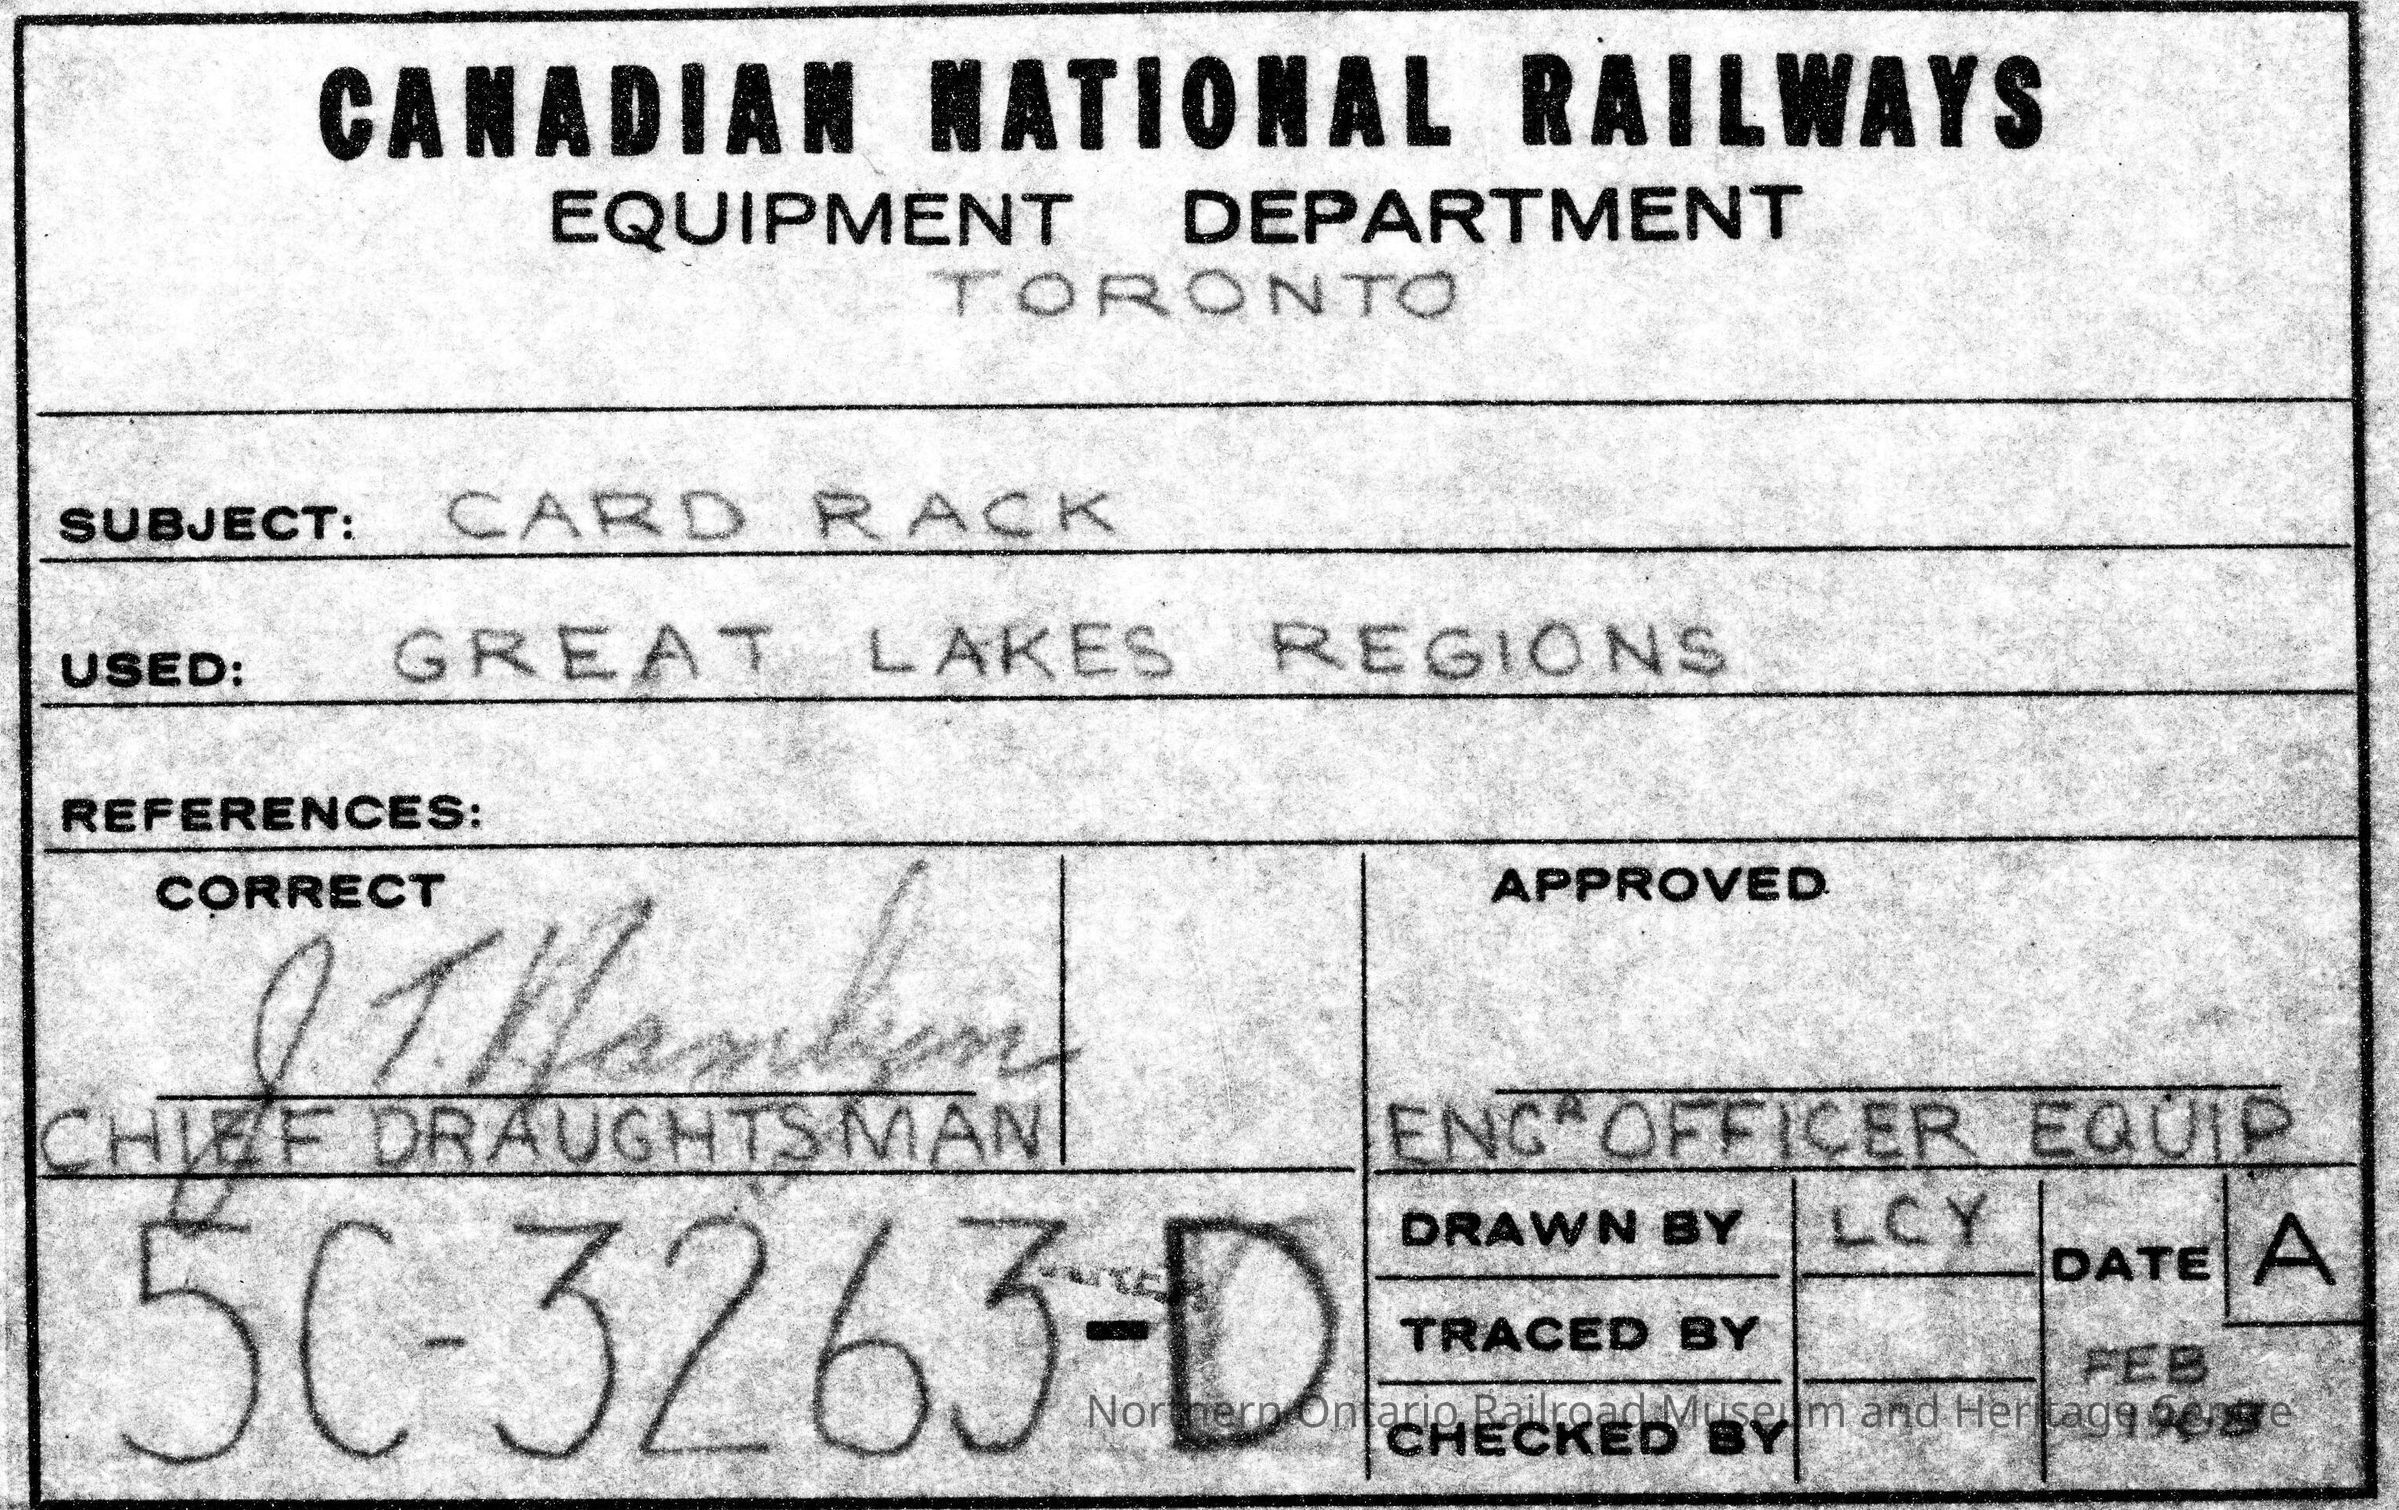 CANADIAN NATIONAL RAILWAYS
EQUIPMENT DEPARTMENT
TORONTO
SUBJECT: CARD RACK
USED: GREAT LAKES REGIONS
REFERENCES:
CORRECT
J. T.
CHIEF DRAUGHTSMAN
APPROVED
ENGR OFFICER EQUIP
5C-3263-D
DRAWN BY LCY
TRACED BY
CHECKED BY
DATE A
FEB
Northern Ontario Railroad Museum and Heritage Centre